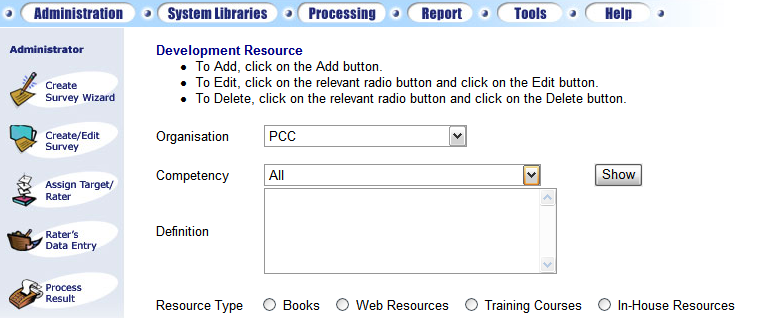 Administration System Libraries Processing Report Tools Help
Administrator
Create
Survey Wizard
Create/Edit
Survey
Assign Target/
Rater
Rater's
Data Entry
Process
Result
Development Resource
To Add, click on the Add button.
To Edit, click on the relevant radio button and click on the Edit button.
To Delete, click on the relevant radio button and click on the Delete button.
Organisation PCC
Competency All Show
Definition
Resource Type Books Web Resources Training Courses In-House Resources